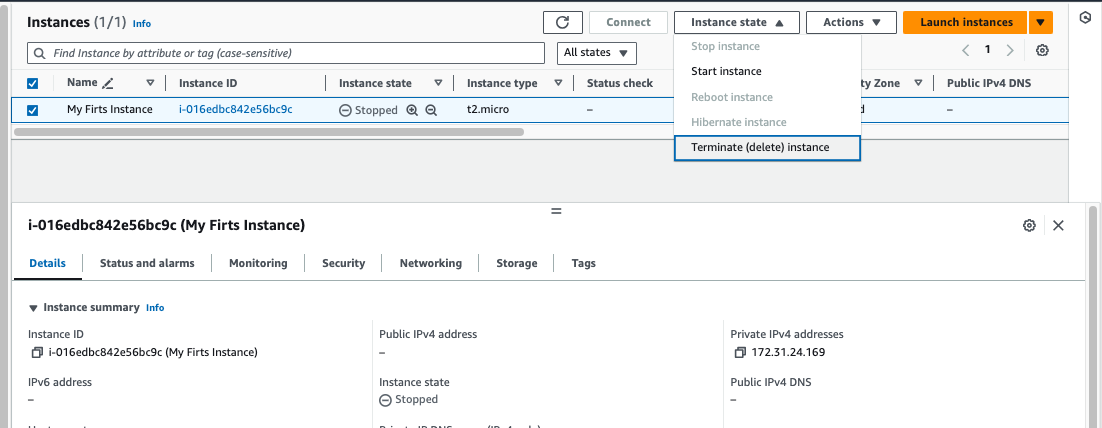 Instances (1/1) Info Connect Instance state Actions Launch instances
Find Instance by attribute or tag (case-sensitive) All states 1
Stop instance
Start instance
Reboot instance
Hibernate instance
Terminate (delete) instance
Name Instance ID Instance state Instance type Status check Zone Public IPv4 DNS
My Firts Instance i-016edbc842e56bc9c Stopped t2.micro – –
i-016edbc842e56bc9c (My Firts Instance)
Details Status and alarms Monitoring Security Networking Storage Tags
Instance summary Info
Instance ID Public IPv4 address Private IPv4 addresses
i-016edbc842e56bc9c (My Firts Instance) – 172.31.24.169
IPv6 address Instance state Public IPv4 DNS
– Stopped –